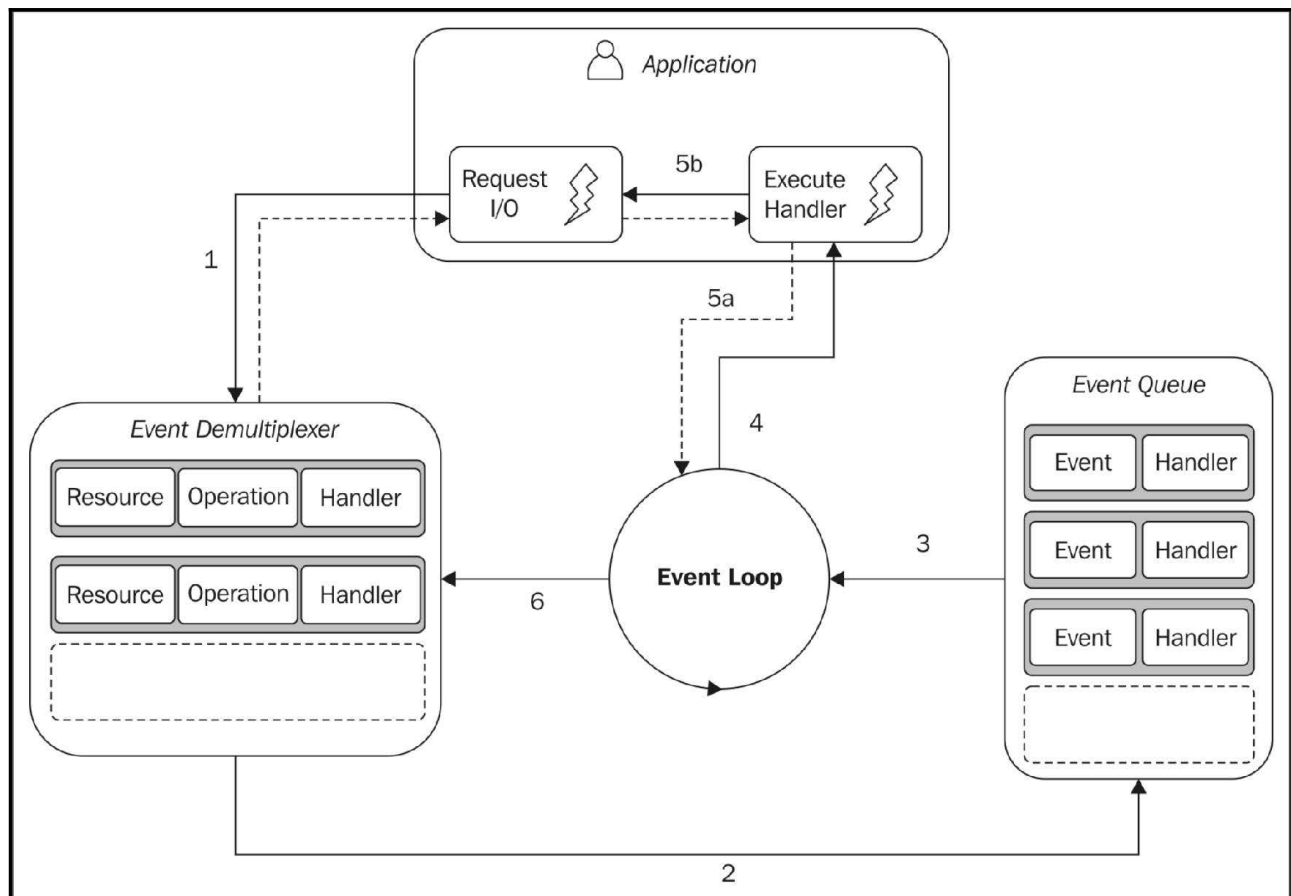 Application
Request
I/O
5b
Execute
Handler
1
5a
Event Queue
Event Demultiplexer
4
Event Handler
Resource Operation Handler
3
Event Handler
Event Loop
6
Resource Operation Handler
Event Handler
2